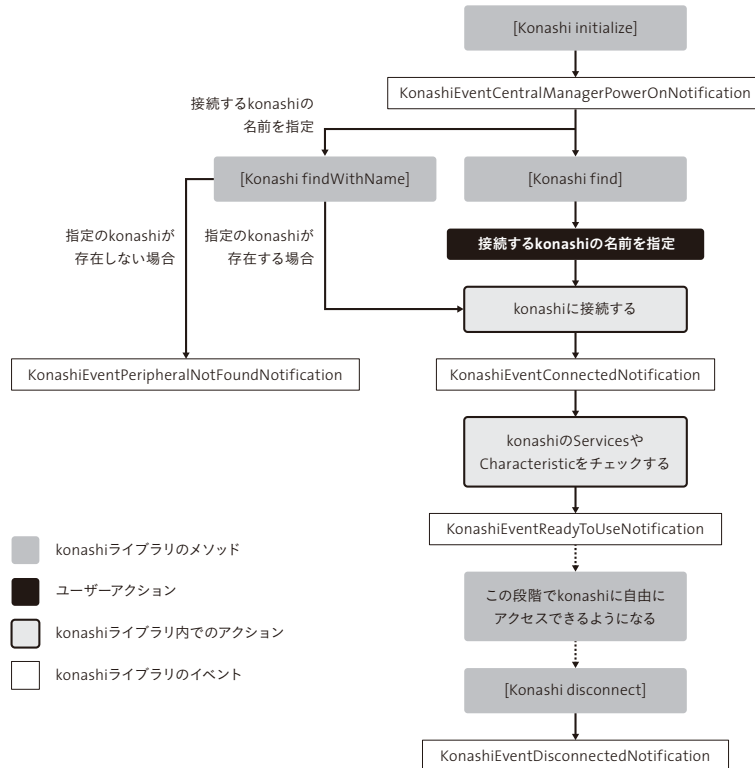 [Konashi initialize]
KonashiEventCentralManagerPowerOnNotification
接続するkonashiの
名前を指定
[Konashi findWithName]
[Konashi find]
指定のkonashiが
存在しない場合
指定のkonashiが
存在する場合
接続するkonashiの名前を指定
konashiに接続する
KonashiEventPeripheralNotFoundNotification
KonashiEventConnectedNotification
konashiのServicesや
Characteristicをチェックする
KonashiEventReadyToUseNotification
この段階でkonashiに自由に
アクセスできるようになる
[Konashi disconnect]
KonashiEventDisconnectedNotification
konashiライブラリのメソッド
ユーザーアクション
konashiライブラリ内でのアクション
konashiライブラリのイベント